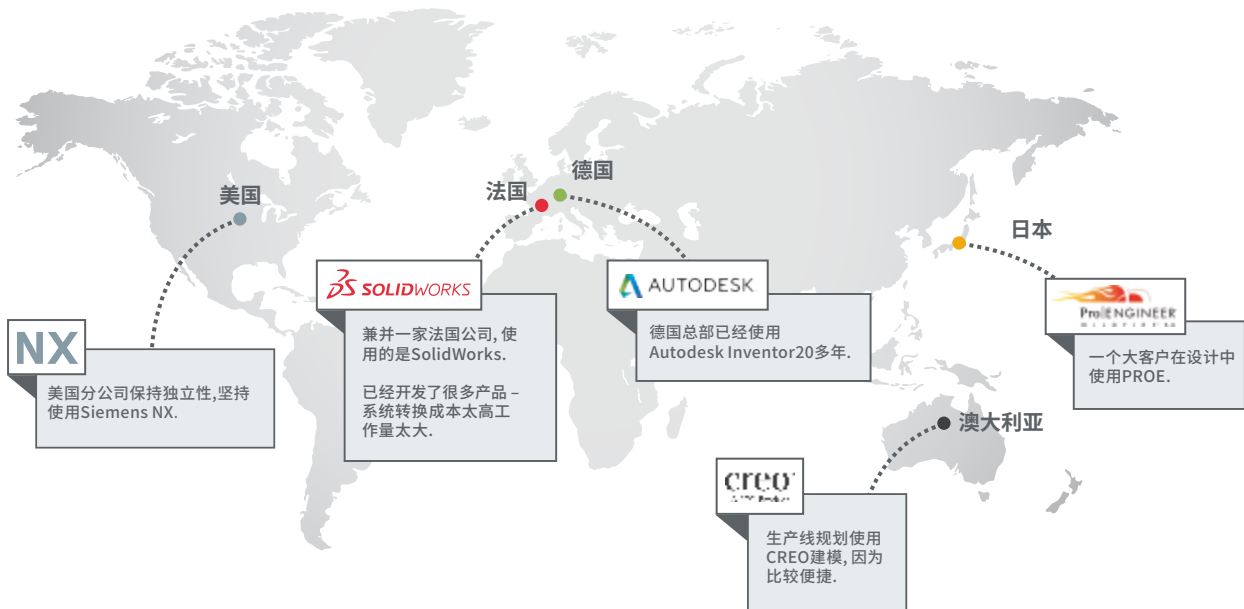 美国
NX
美国分公司保持独立性,坚持
使用Siemens NX.
法国
SOLIDWORKS
兼并一家法国公司, 使
用的是SolidWorks.
已经开发了很多产品 –
系统转换成本太高工
作量太大.
德国
AUTODESK
德国总部已经使用
Autodesk Inventor20多年.
日本
Pro/ENGINEER
一个大客户在设计中
使用PROE.
澳大利亚
creo
生产线规划使用
CREO建模, 因为
比较便捷.